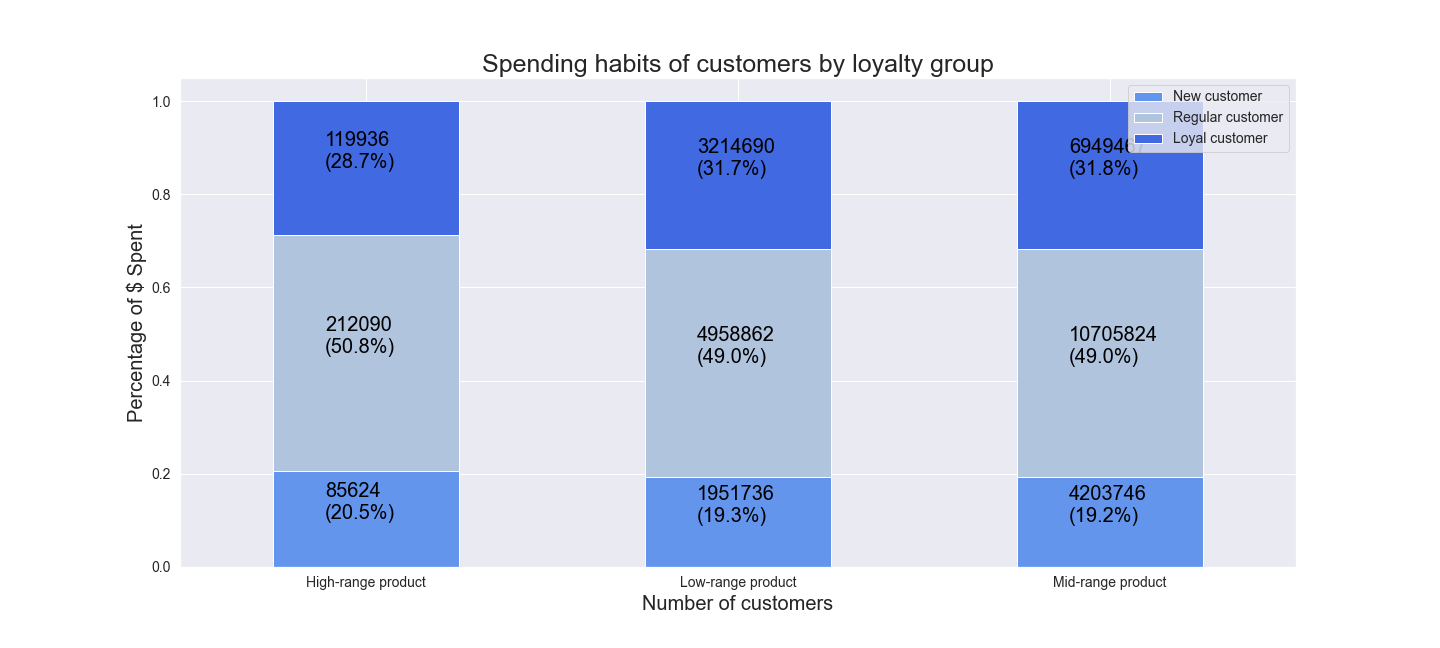 Spending habits of customers by loyalty group
New customer
Regular customer
Loyal customer
Percentage of $ Spent
1.0
0.8
0.6
0.4
0.2
0.0
119936
(28.7%)
212090
(50.8%)
85624
(20.5%)
3214690
(31.7%)
4958862
(49.0%)
1951736
(19.3%)
6949467
(31.8%)
10705824
(49.0%)
4203746
(19.2%)
High-range product
Low-range product
Mid-range product
Number of customers